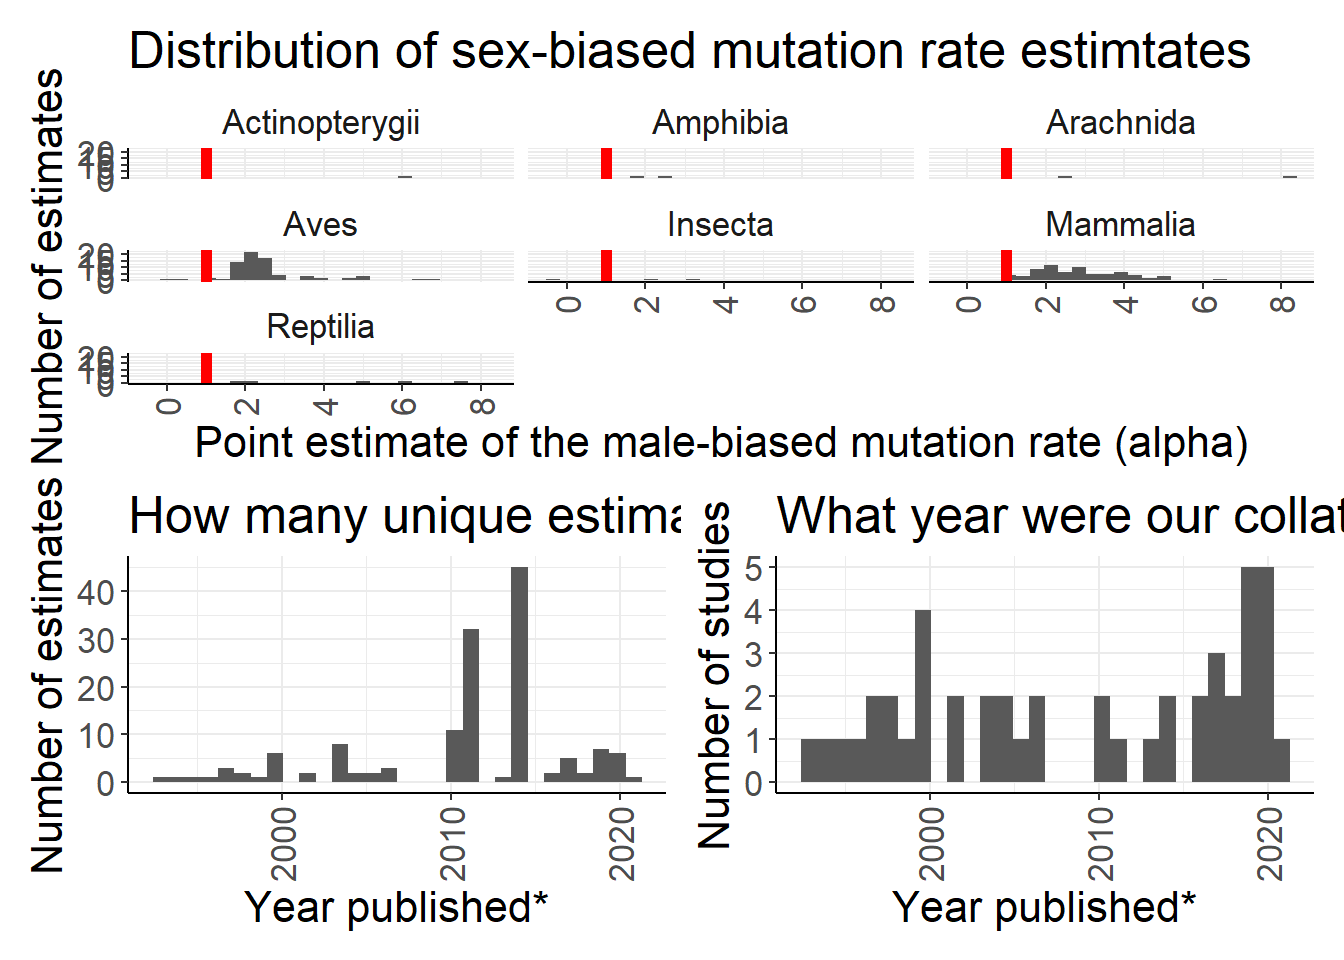 Distribution of sex-biased mutation rate estimtates
Number of estimates
Actinopterygii
Amphibia
Arachnida
Aves
Insecta
Mammalia
0 2 4 6 8
0 2 4 6 8
Reptilia
0 2 4 6 8
Point estimate of the male-biased mutation rate (alpha)
How many unique estima
Number of estimates
40
30
20
10
0
2000 2010 2020
Year published*
What year were our collat
Number of studies
5
4
3
2
1
0
2000 2010 2020
Year published*